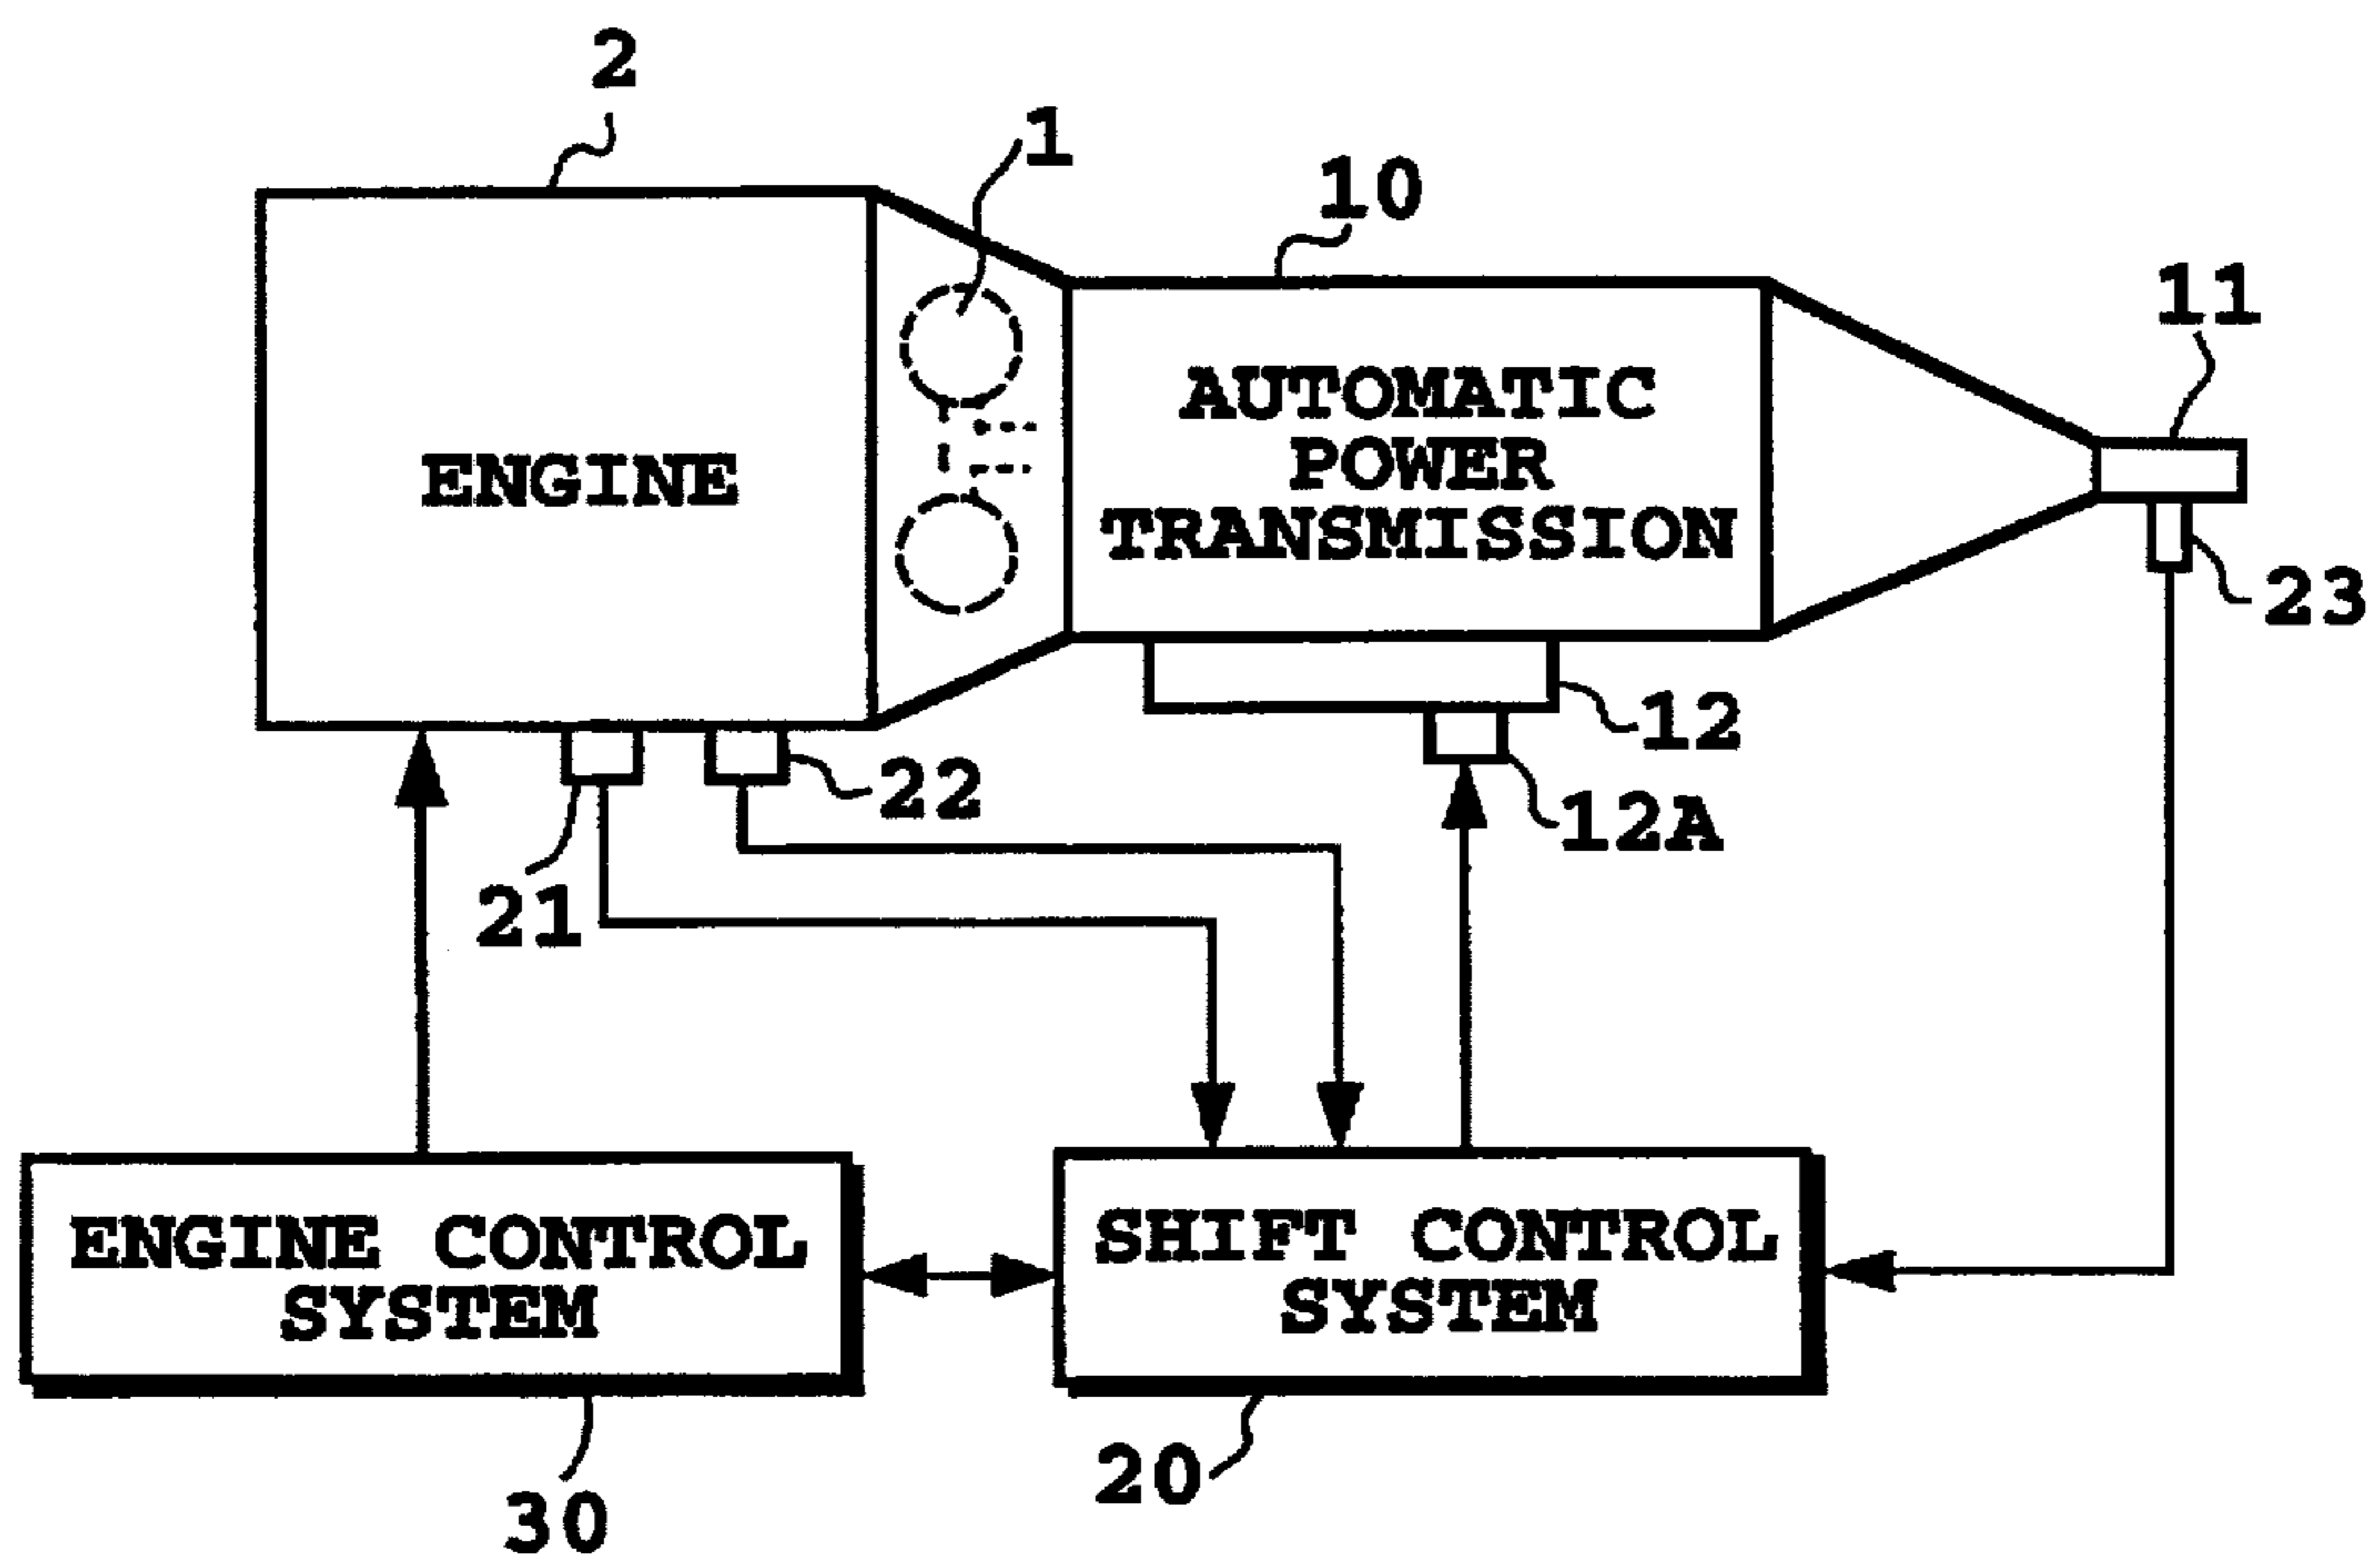 2
1
10
11
ENGINE
AUTOMATIC
POWER
TRANSMISSION
23
12
22
12A
21
ENGINE CONTROL
SYSTEM
SHIFT CONTROL
SYSTEM
20
30